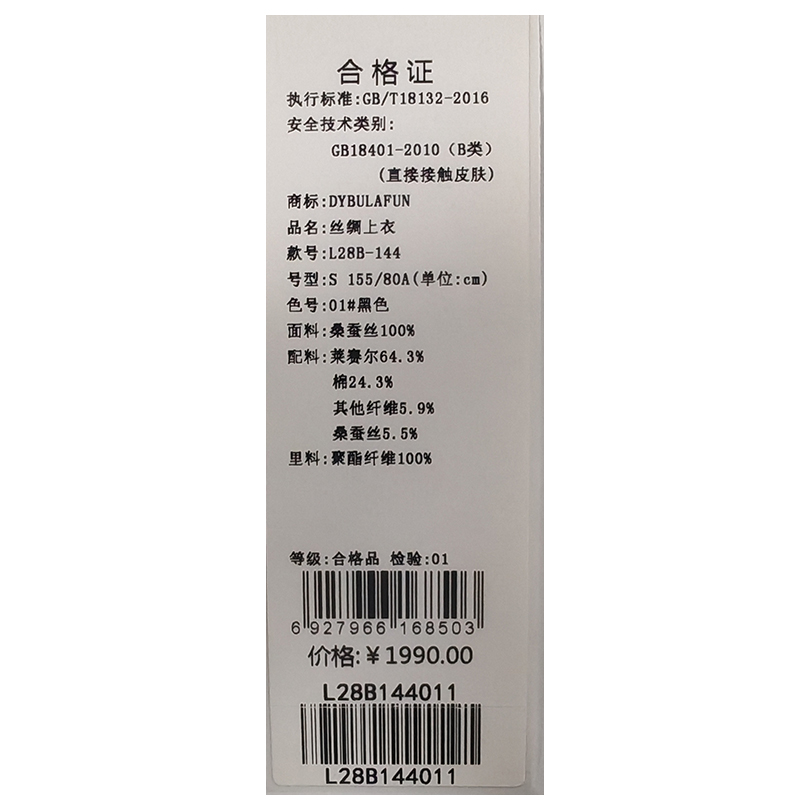 合格证
执行标准:GB/T18132-2016
安全技术类别:
GB18401-2010（B类）
(直接接触皮肤)
商标:DYBULAFUN
品名:丝绸上衣
款号:L28B-144
号型:S 155/80A(单位:cm)
色号:01#黑色
面料:桑蚕丝100%
配料:莱赛尔64.3%
棉24.3%
其他纤维5.9%
桑蚕丝5.5%
里料:聚酯纤维100%
等级:合格品 检验:01
6 927966 168503
价格:￥1990.00
L28B144011
L28B144011